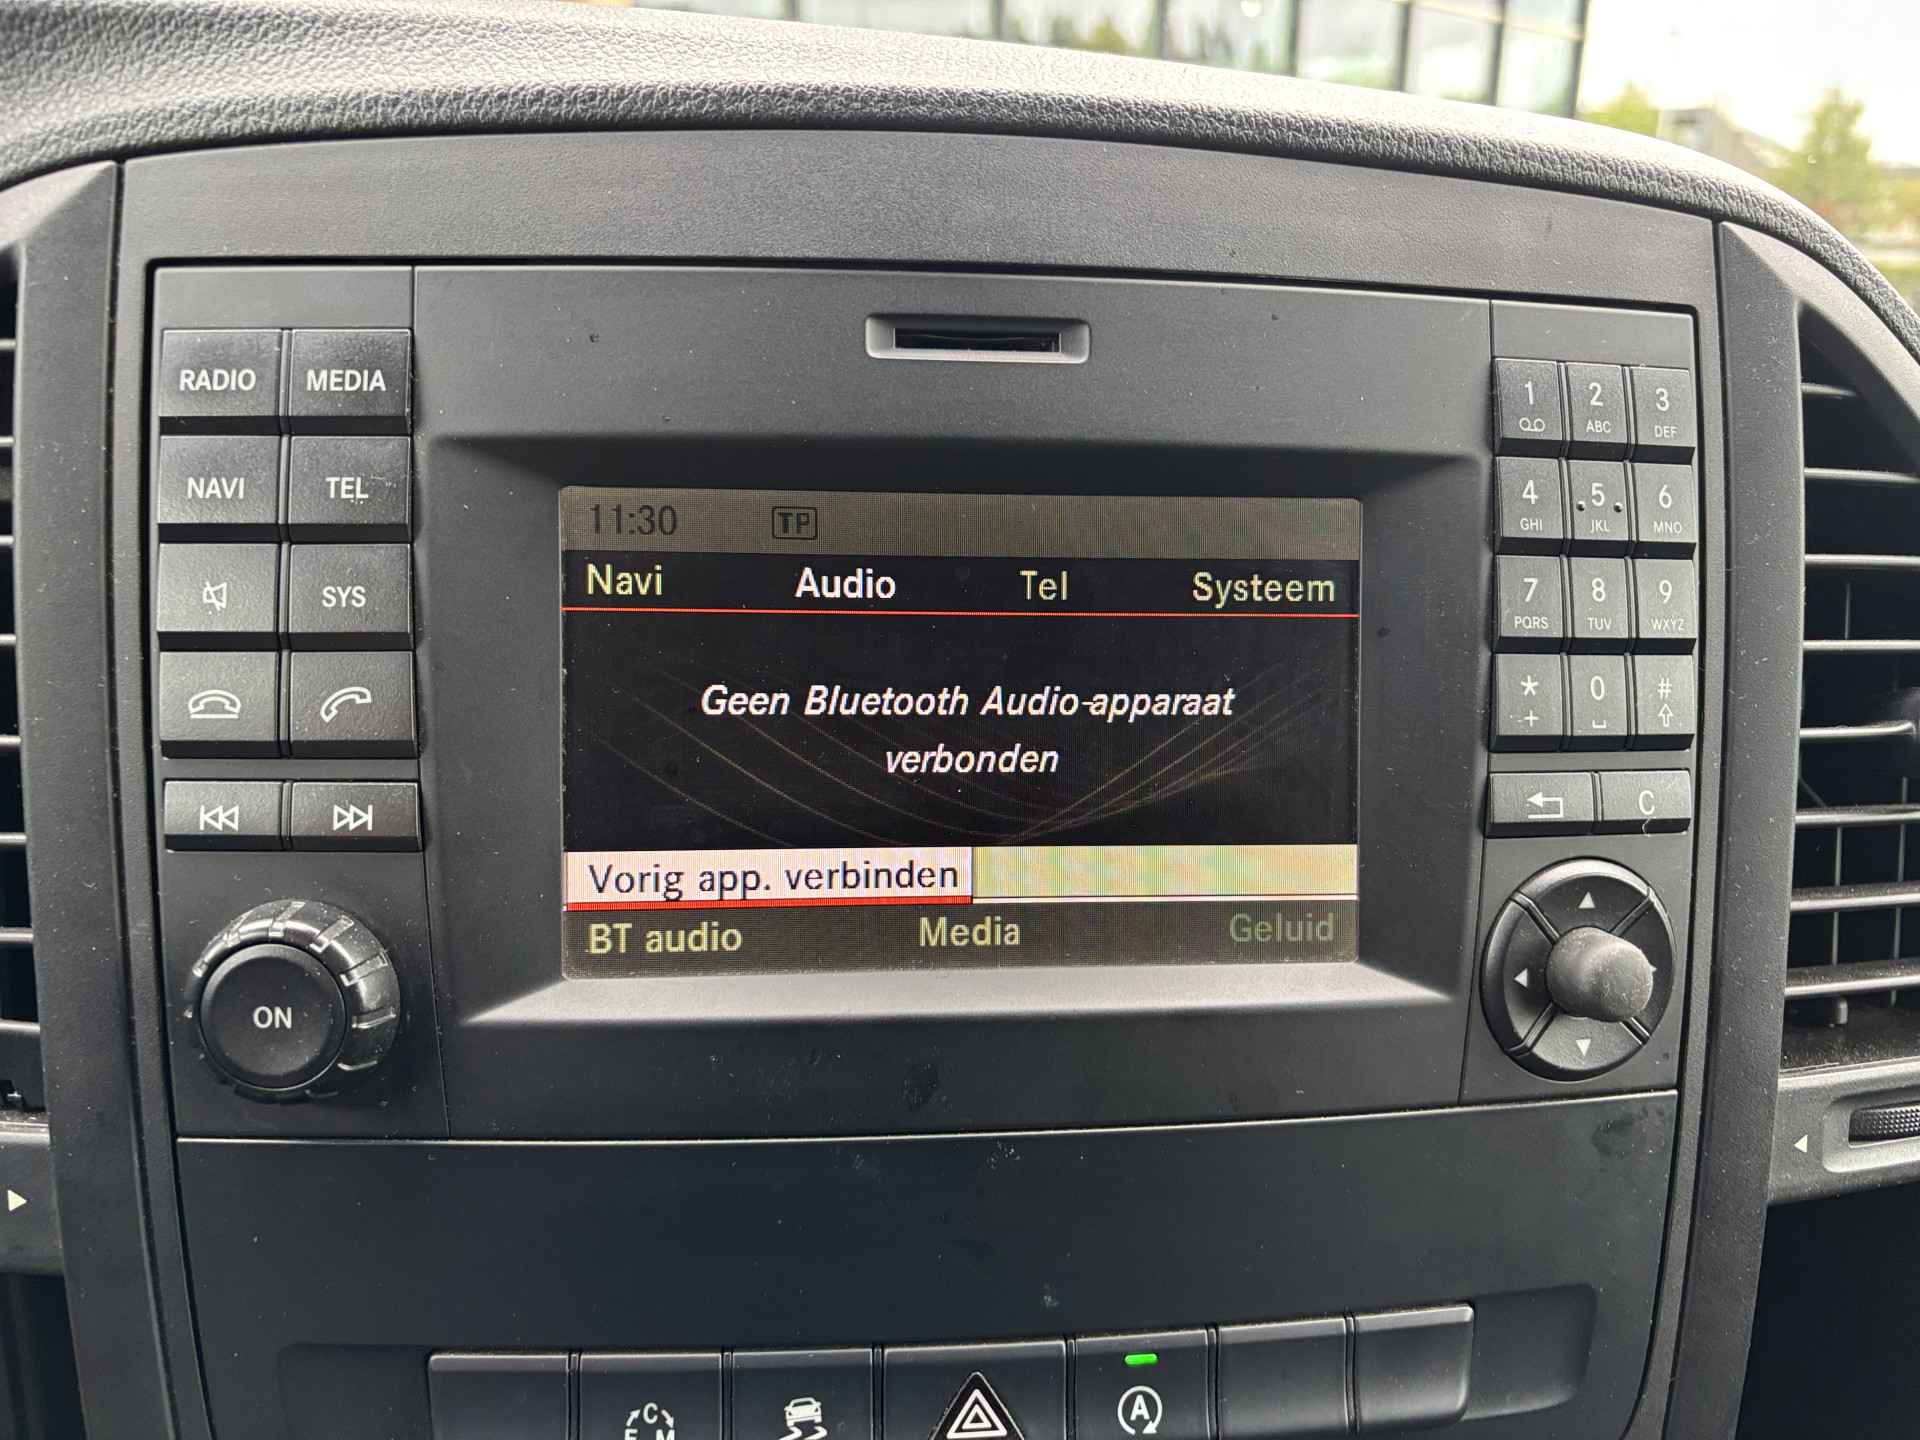 RADIO MEDIA
NAVI TEL
SYS
ON
11:30 TP
Navi Audio Tel Systeem
Geen Bluetooth Audio-apparaat
verbonden
Vorig app. verbinden
BT audio Media Geluid
1 2 3
ABC DEF
4 5 6
GHI JKL MNO
7 8 9
PQRS TUV WXYZ
* 0 #
+
C
C
E M
A